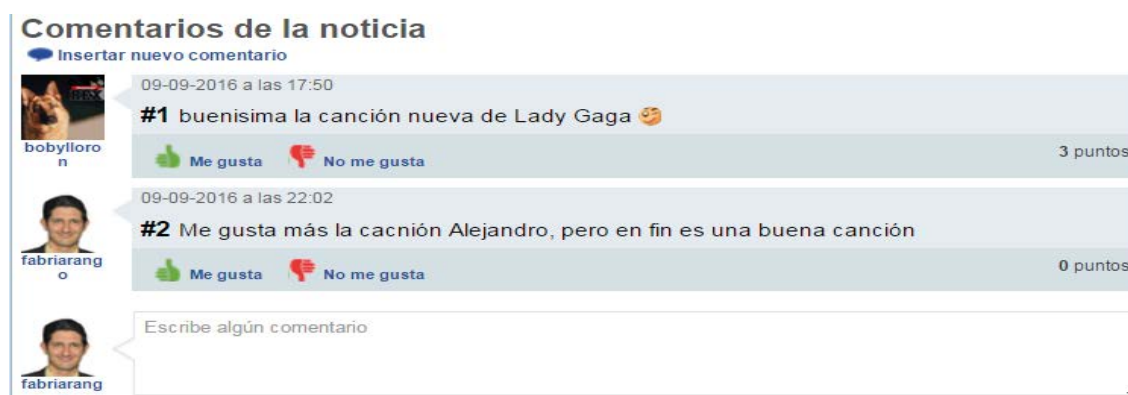 Comentarios de la noticia
Insertar nuevo comentario
REX
09-09-2016 a las 17:50
#1 buenisima la canción nueva de Lady Gaga
bobylloro
n
Me gusta No me gusta 3 puntos
09-09-2016 a las 22:02
#2 Me gusta más la cacnión Alejandro, pero en fin es una buena canción
fabriarang
o
Me gusta No me gusta 0 puntos
Escribe algún comentario
fabriarang